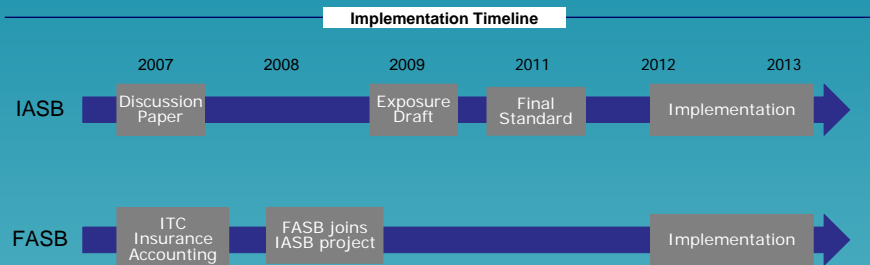 Implementation Timeline
2007 2008 2009 2011 2012 2013
IASB
Discussion
Paper
Exposure
Draft
Final
Standard
Implementation
FASB
ITC
Insurance
Accounting
FASB joins
IASB project
Implementation